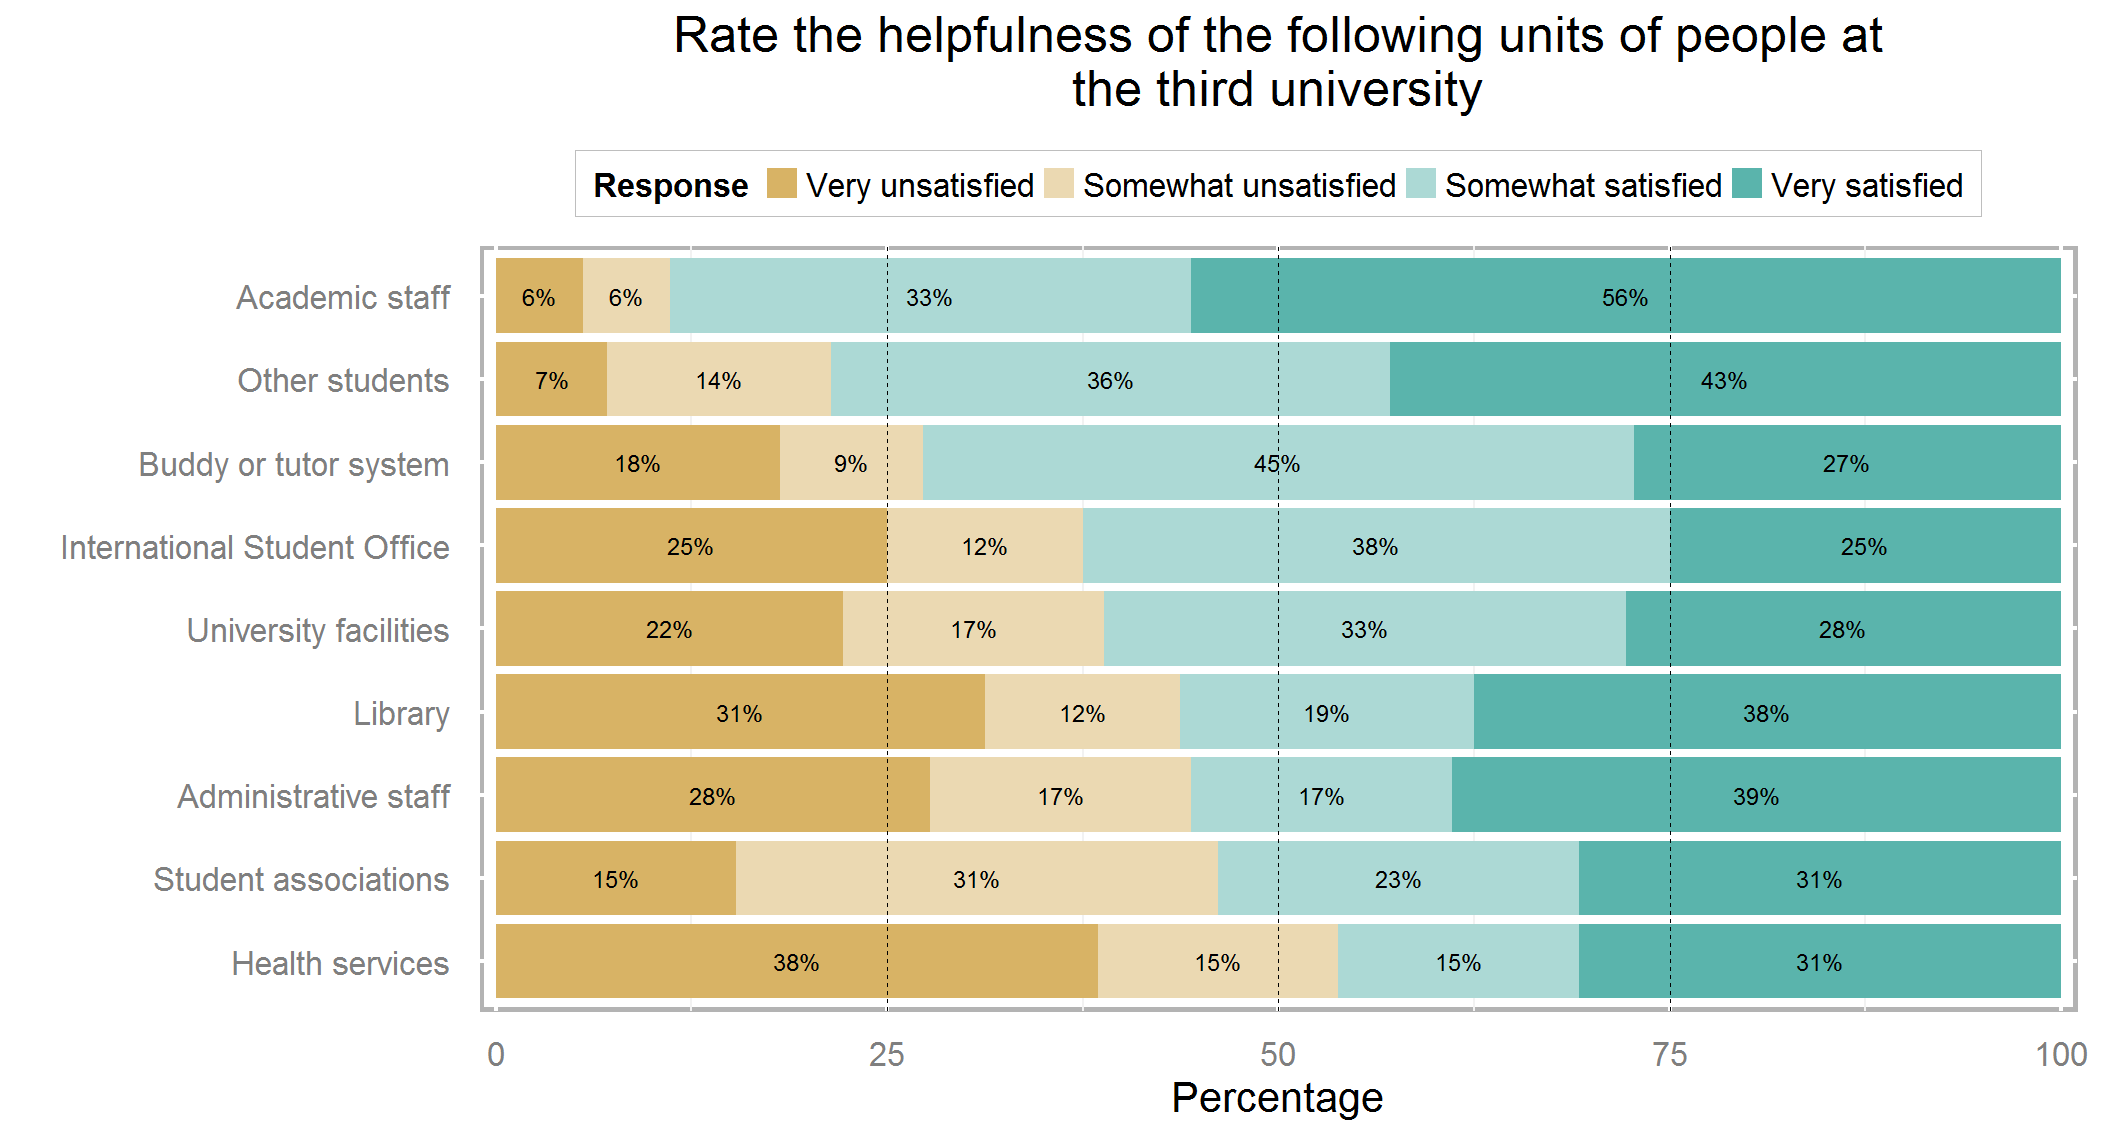 Rate the helpfulness of the following units of people at
the third university
Response Very unsatisfied Somewhat unsatisfied Somewhat satisfied Very satisfied
Academic staff 6% 6% 33% 56%
Other students 7% 14% 36% 43%
Buddy or tutor system 18% 9% 45% 27%
International Student Office 25% 12% 38% 25%
University facilities 22% 17% 33% 28%
Library 31% 12% 19% 38%
Administrative staff 28% 17% 17% 39%
Student associations 15% 31% 23% 31%
Health services 38% 15% 15% 31%
0 25 50 75 100
Percentage